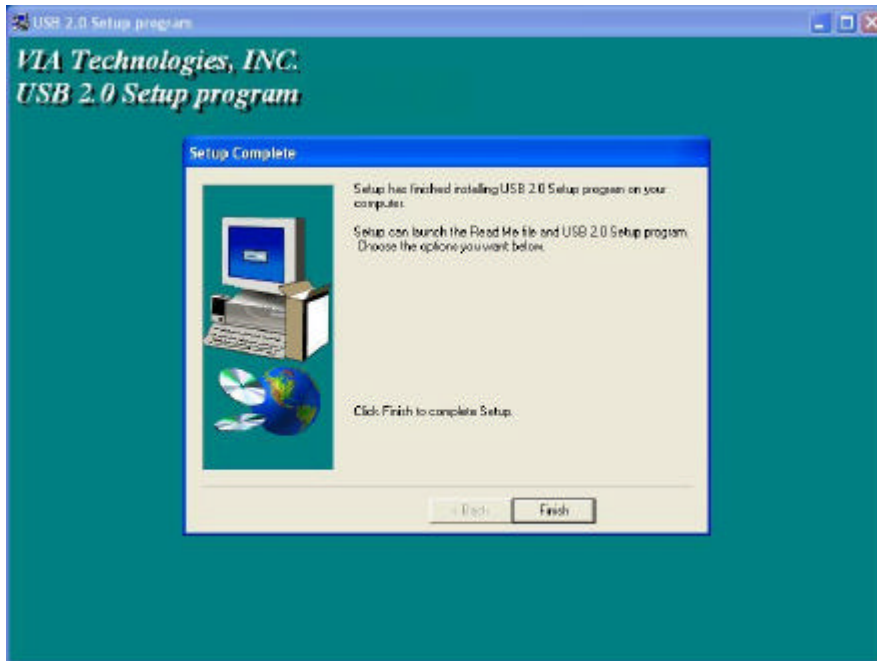 USB 2.0 Setup program
VIA Technologies, INC.
USB 2.0 Setup program
Setup Complete
Setup has finished installing USB 2.0 Setup program on your
computer.
Setup can launch the Read Me file and USB 2.0 Setup program.
Choose the options you want below.
Click Finish to complete Setup.
< Back
Finish